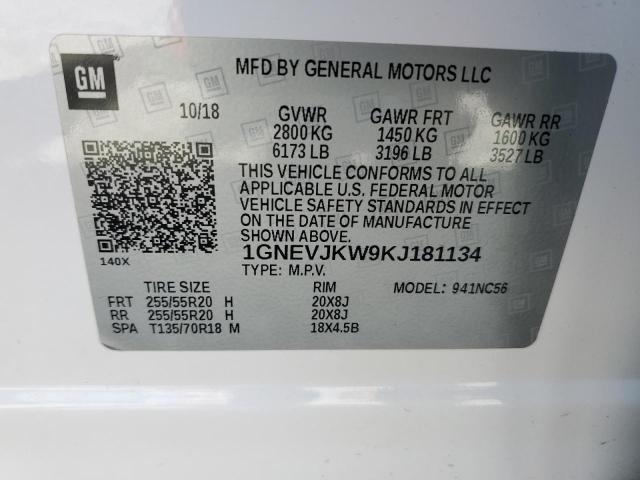 GM
MFD BY GENERAL MOTORS LLC
10/18 GVWR GAWR FRT GAWR RR
2800 KG 1450 KG 1600 KG
6173 LB 3196 LB 3527 LB
THIS VEHICLE CONFORMS TO ALL
APPLICABLE U.S. FEDERAL MOTOR
VEHICLE SAFETY STANDARDS IN EFFECT
ON THE DATE OF MANUFACTURE
SHOWN ABOVE.
140X 1GNEVJKW9KJ181134
TYPE: M.P.V.
TIRE SIZE RIM MODEL: 941NC56
FRT 255/55R20 H 20X8J
RR 255/55R20 H 20X8J
SPA T135/70R18 M 18X4.5B